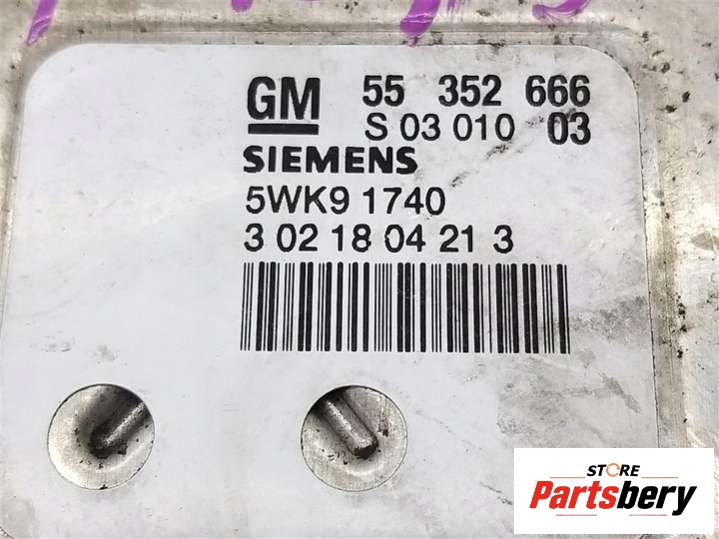 GM 55 352 666
S 03 010 03
SIEMENS
5WK9 1740
3 02 18 04 21 3
STORE
Partsbery